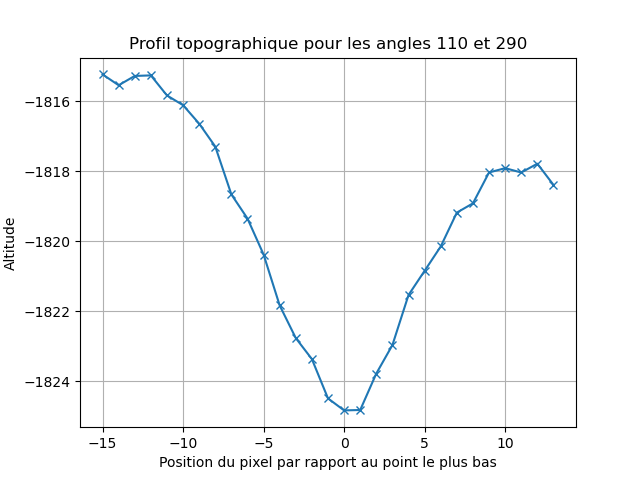 Profil topographique pour les angles 110 et 290
Altitude
−1816
−1818
−1820
−1822
−1824
−15 −10 −5 0 5 10
Position du pixel par rapport au point le plus bas